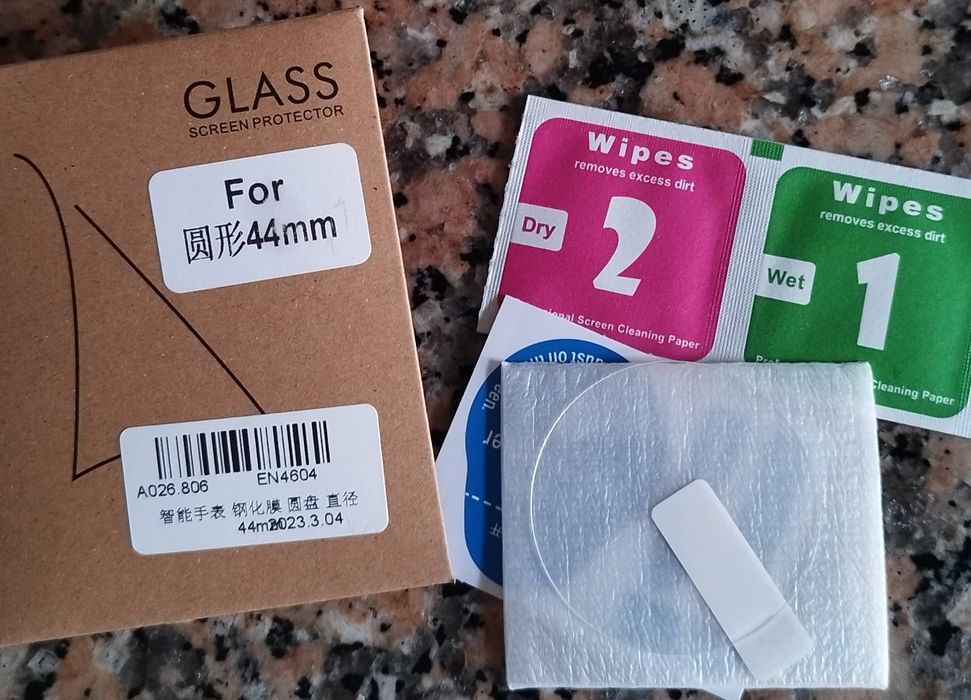 GLASS
SCREEN PROTECTOR
For
圆形44mm
A026.806
EN4604
智能手表 钢化膜 圆盘 直径
44mm
2023.3.04
Wipes
removes excess dirt
Dry
2
Screen Cleaning Paper
Wipes
removes excess dirt
Wet
1
Cleaning Paper